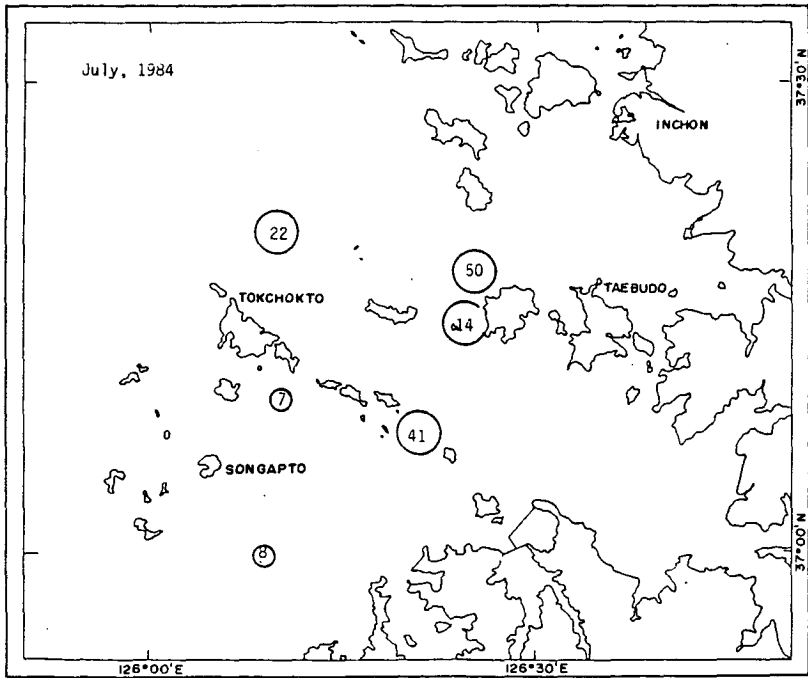 July, 1984
37°30'N
INCHON
22
50
TAEBUDO
TOKCHOKTO
14
7
41
SONGAPTO
8
37°00'N
126°00'E
126°30'E